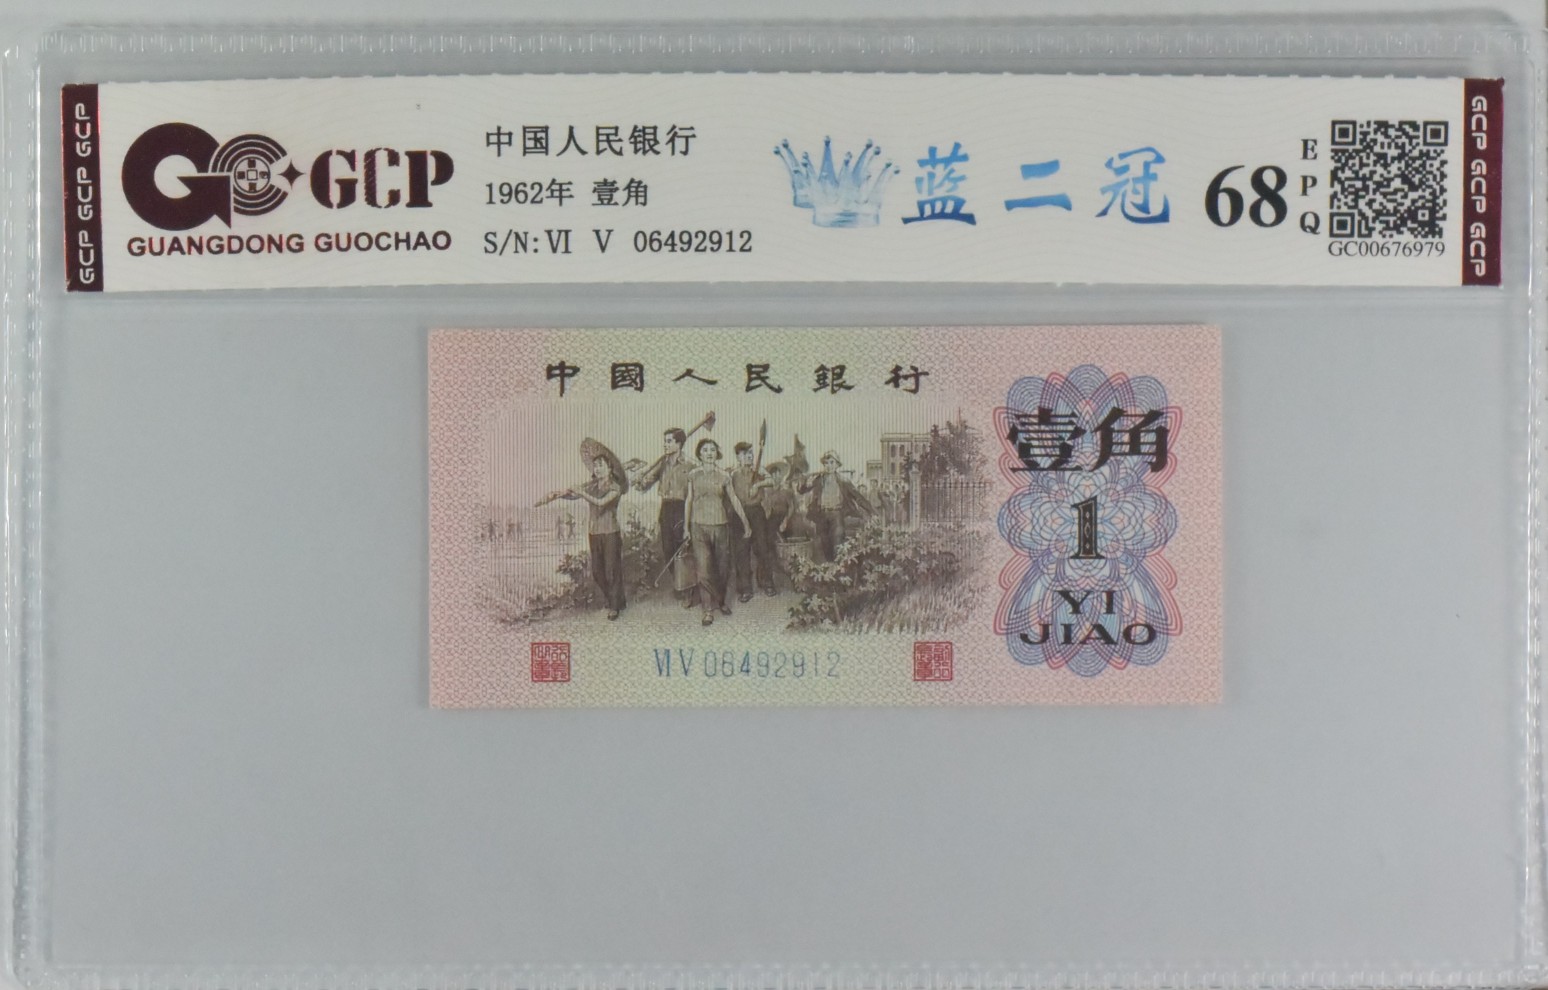 GCP GCP GCP
GCP
GUANGDONG GUOCHAO
中国人民银行
1962年 壹角
S/N: VI V 06492912
蓝二冠
68
EPQ
GC00676979
GCP GCP GCP
中國人民銀行
壹角
1
YI
JIAO
VI V 06492912